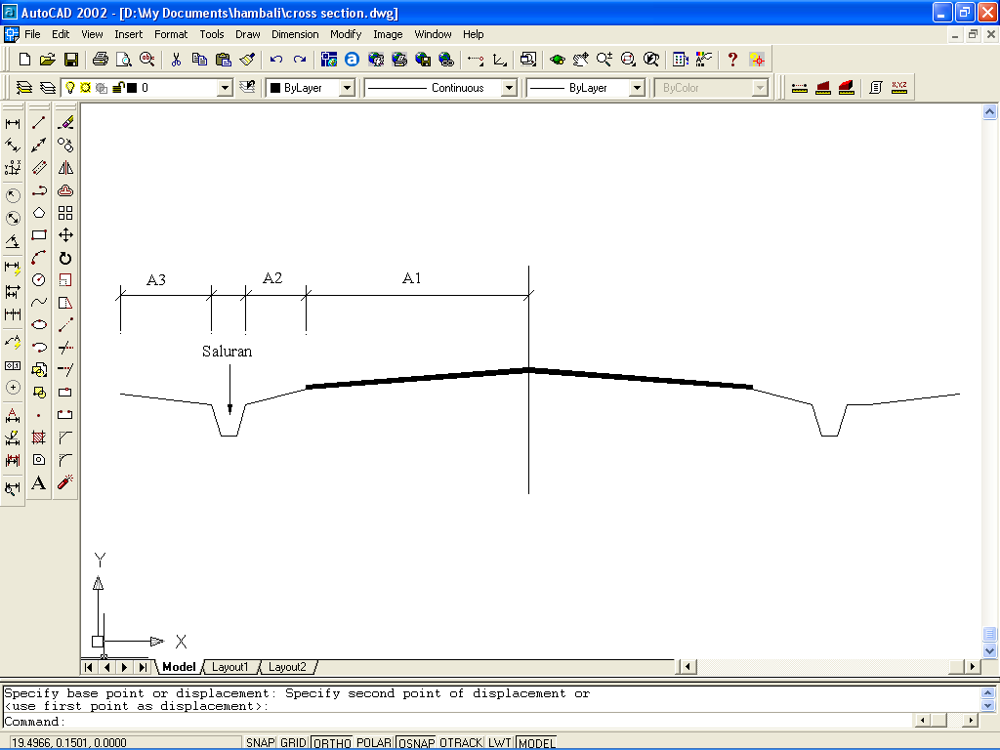 AutoCAD 2002 - [D:\My Documents\hambali\cross section.dwg]
File Edit View Insert Format Tools Draw Dimension Modify Image Window Help
0 ByLayer Continuous ByLayer ByColor
A3 A2 A1
Saluran
Y
X
Model Layout1 Layout2
Specify base point or displacement: Specify second point of displacement or
<use first point as displacement>:
Command:
19.4966, 0.1501, 0.0000 SNAP GRID ORTHO POLAR OSNAP OTRACK LWT MODEL